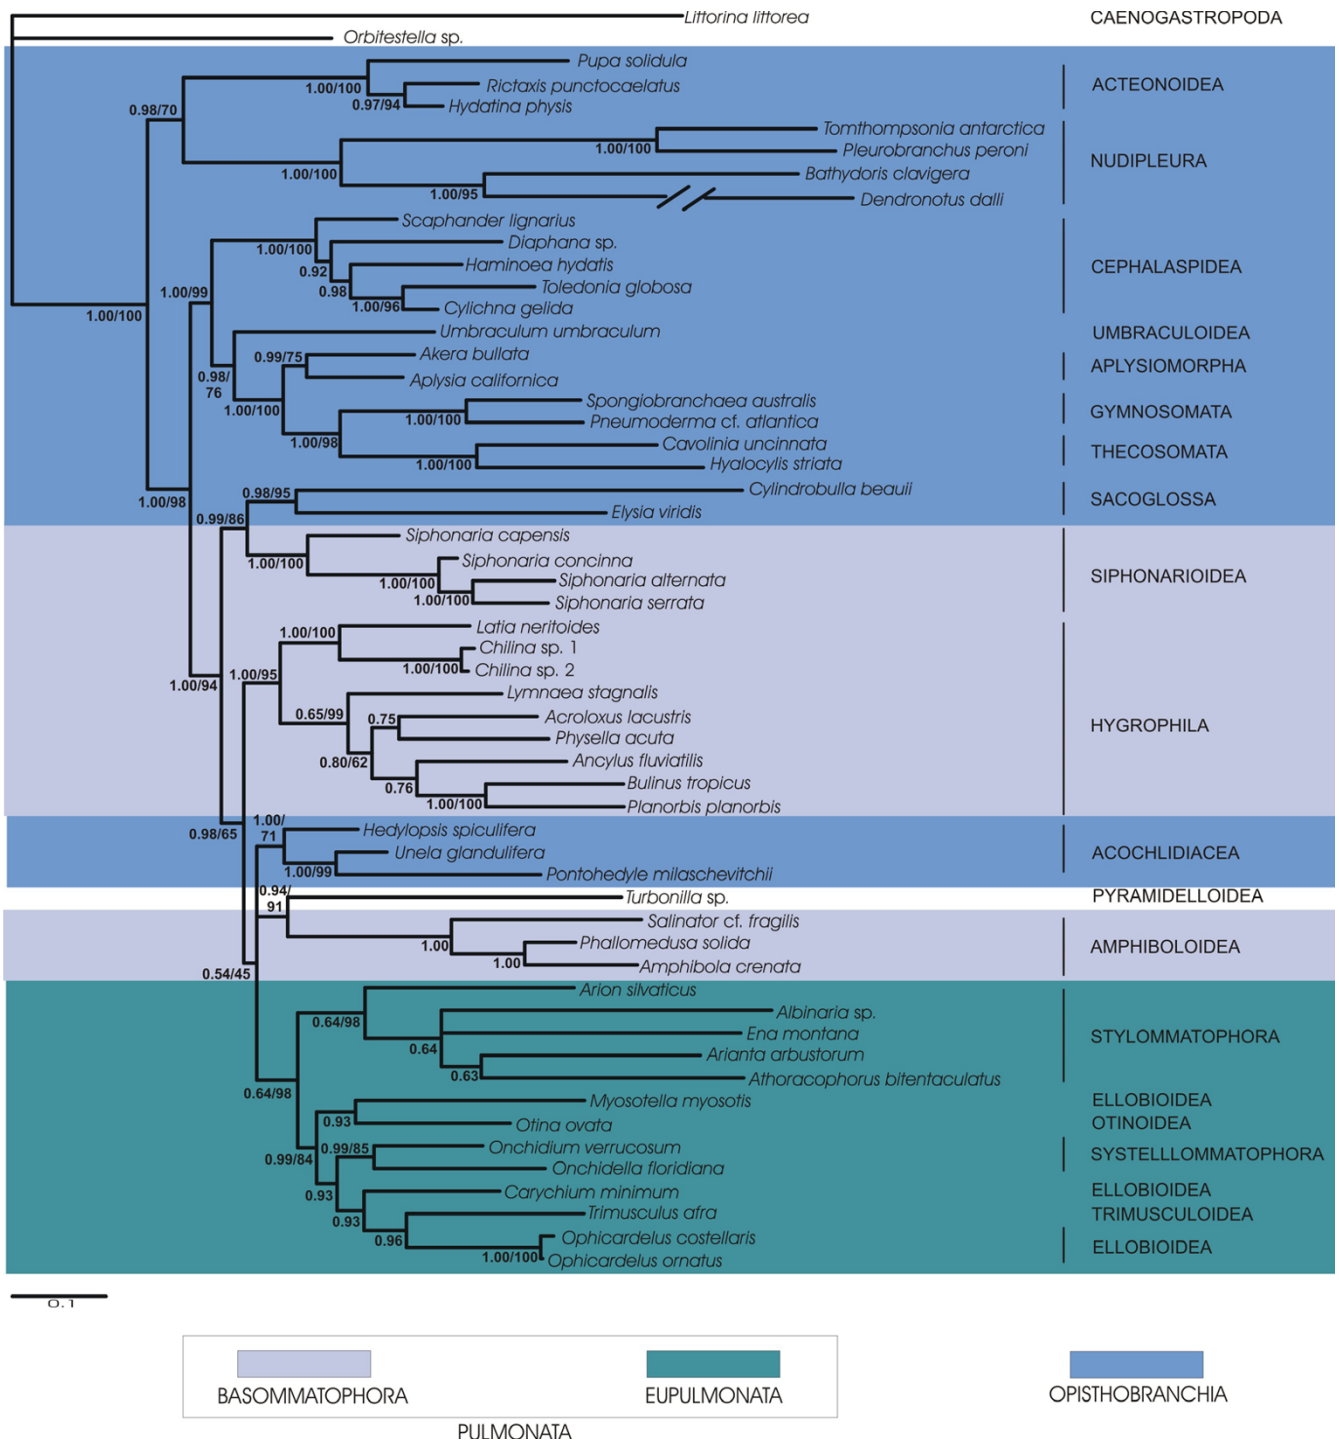 Littorina littorea CAENOGASTROPODA
Orbitestella sp.
Pupa solidula
1.00/100 Rictaxis punctocaelatus ACTEONOIDEA
0.97/94 Hydatina physis
0.98/70
Tomthompsonia antarctica
1.00/100 Pleurobranchus peroni
1.00/100 NUDIPLEURA
Bathydoris clavigera
1.00/95 Dendronotus dalli
Scaphander lignarius
1.00/100 Diaphana sp.
0.92 Haminoea hydatis CEPHALASPIDEA
0.98 Toledonia globosa
1.00/99
1.00/96 Cylichna gelida
1.00/100
Umbraculum umbraculum UMBRACULOIDEA
0.99/75 Akera bullata APLYSIOMORPHA
0.98/
76 Aplysia californica
1.00/100 Spongiobranchaea australis GYMNOSOMATA
1.00/100 Pneumoderma cf. atlantica
1.00/98 Cavolinia uncinnata THECOSOMATA
1.00/100 Hyalocylis striata
0.98/95 Cylindrobulla beauii SACOGLOSSA
1.00/98
0.99/86 Elysia viridis
Siphonaria capensis
1.00/100 Siphonaria concinna
1.00/100 Siphonaria alternata SIPHONARIOIDEA
1.00/100 Siphonaria serrata
1.00/100 Latia neritoides
Chilina sp. 1
1.00/100 Chilina sp. 2
1.00/94 1.00/95
Lymnaea stagnalis
0.65/99 0.75 Acroloxus lacustris HYGROPHILA
Physella acuta
0.80/62 Ancylus fluviatilis
0.76 Bulinus tropicus
1.00/100 Planorbis planorbis
0.98/65 1.00/
71 Hedylopsis spiculifera
Unela glandulifera ACOCHLIDIACEA
1.00/99 Pontohedyle milaschevitchii
0.94/
91 Turbonilla sp. PYRAMIDELLOIDEA
Salinator cf. fragilis
1.00 Phallomedusa solida AMPHIBOLOIDEA
1.00 Amphibola crenata
0.54/45
Arion silvaticus
0.64/98 Albinaria sp.
0.64 Ena montana STYLOMMATOPHORA
0.63 Arianta arbustorum
Athoracophorus bitentaculatus
0.64/98
Myosotella myosotis ELLOBIOIDEA
0.93 Otina ovata OTINOIDEA
0.99/84 0.99/85 Onchidium verrucosum SYSTELLLOMMATOPHORA
Onchidella floridiana
0.93 Carychium minimum ELLOBIOIDEA
0.93 Trimusculus afra TRIMUSCULOIDEA
0.96 Ophicardelus costellaris ELLOBIOIDEA
1.00/100 Ophicardelus ornatus
0.1
BASOMMATOPHORA EUPULMONATA OPISTHOBRANCHIA
PULMONATA